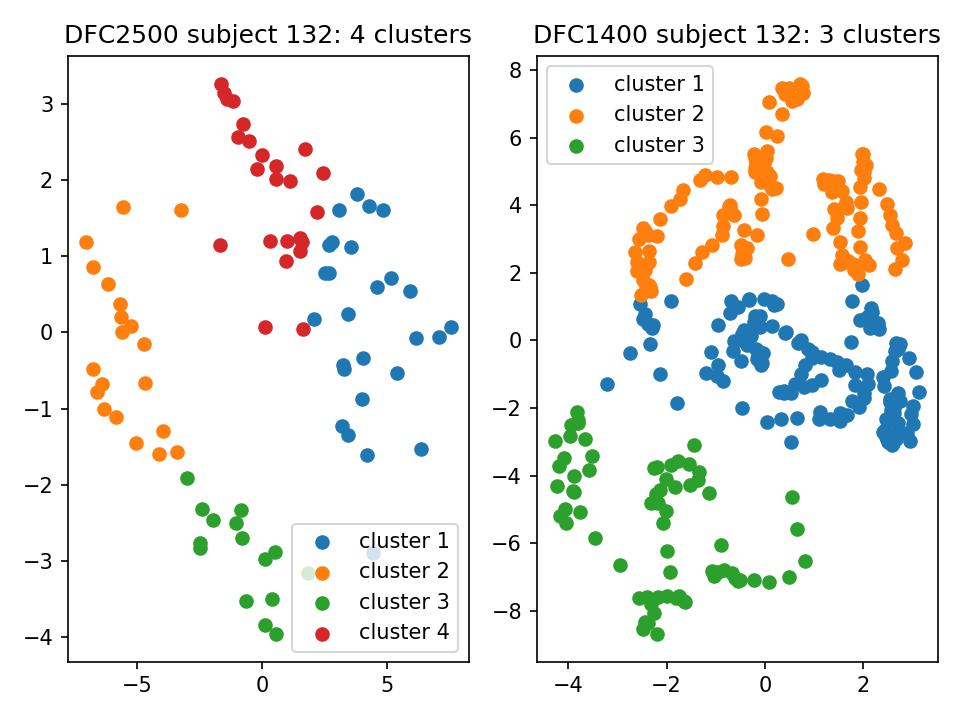 DFC2500 subject 132: 4 clusters
3
2
1
0
−1
−2
−3
−4
−5
0
5
cluster 1
cluster 2
cluster 3
cluster 4
DFC1400 subject 132: 3 clusters
8
6
4
2
0
−2
−4
−6
−8
−4
−2
0
2
cluster 1
cluster 2
cluster 3